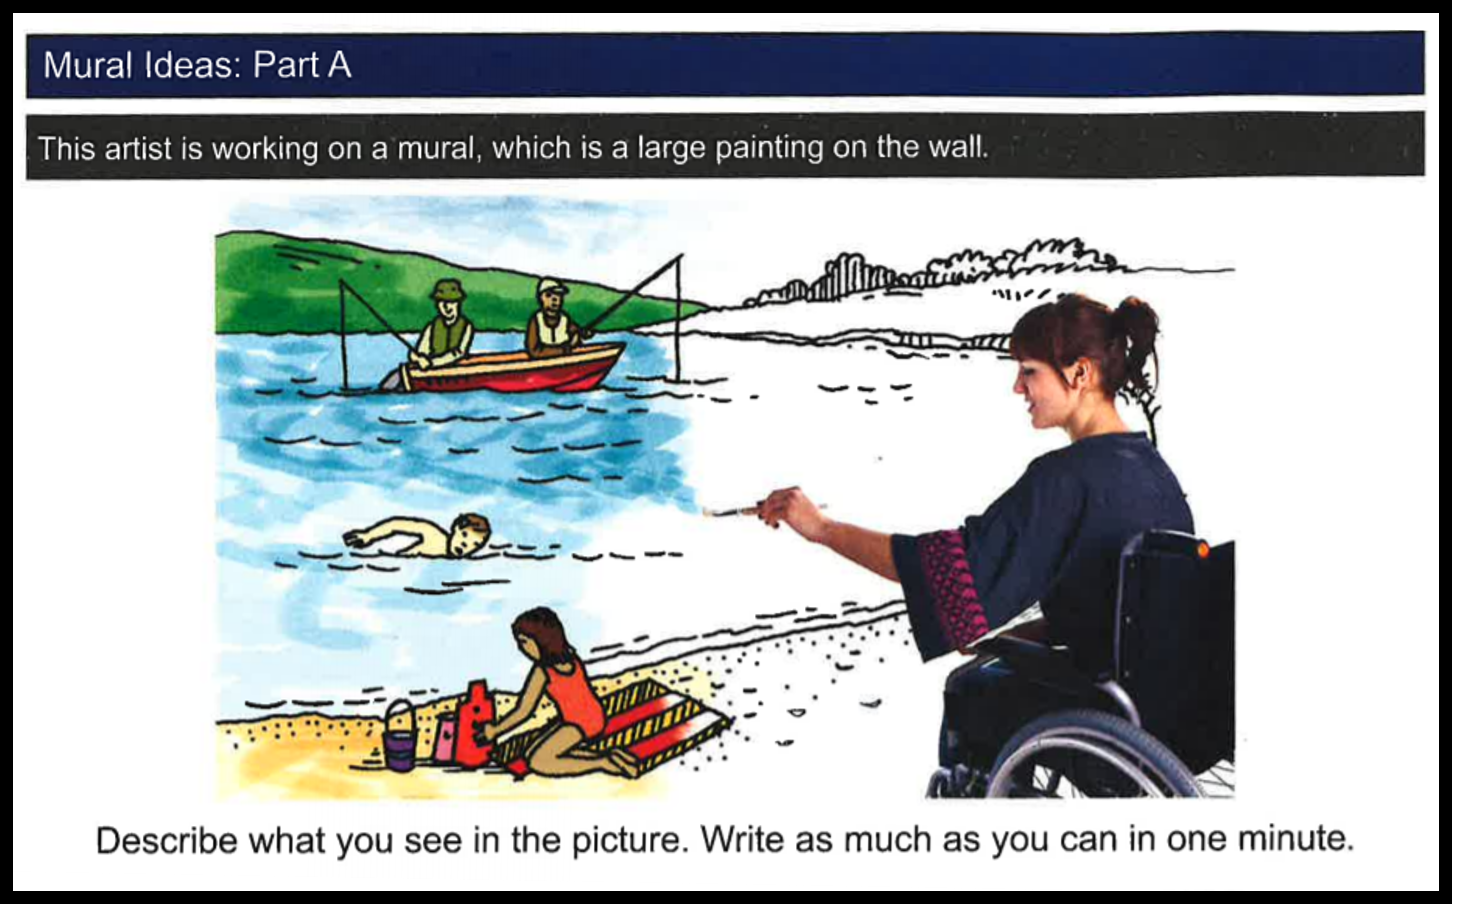 Mural Ideas: Part A
This artist is working on a mural, which is a large painting on the wall.
Describe what you see in the picture. Write as much as you can in one minute.